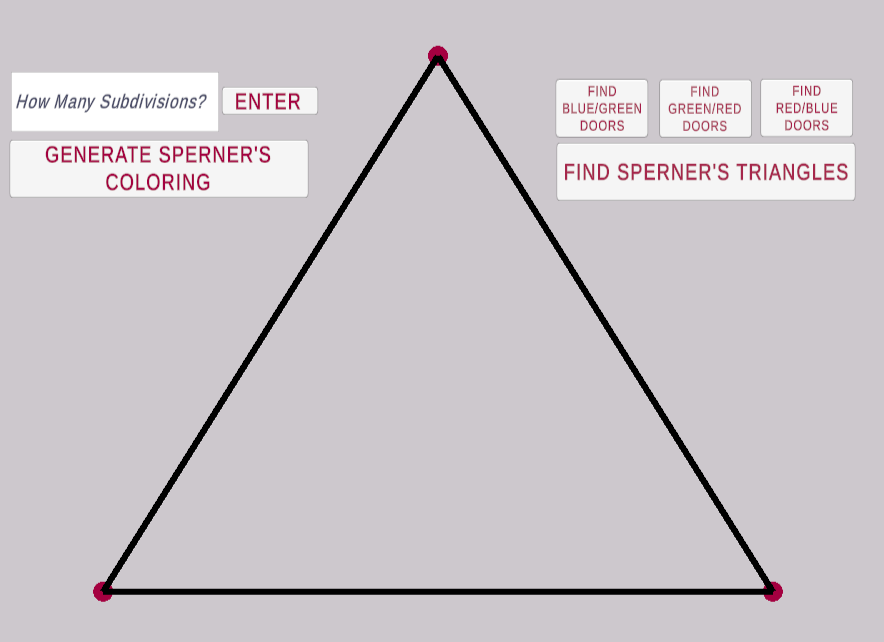 How Many Subdivisions?
ENTER
GENERATE SPERNER'S
COLORING
FIND
BLUE/GREEN
DOORS
FIND
GREEN/RED
DOORS
FIND
RED/BLUE
DOORS
FIND SPERNER'S TRIANGLES